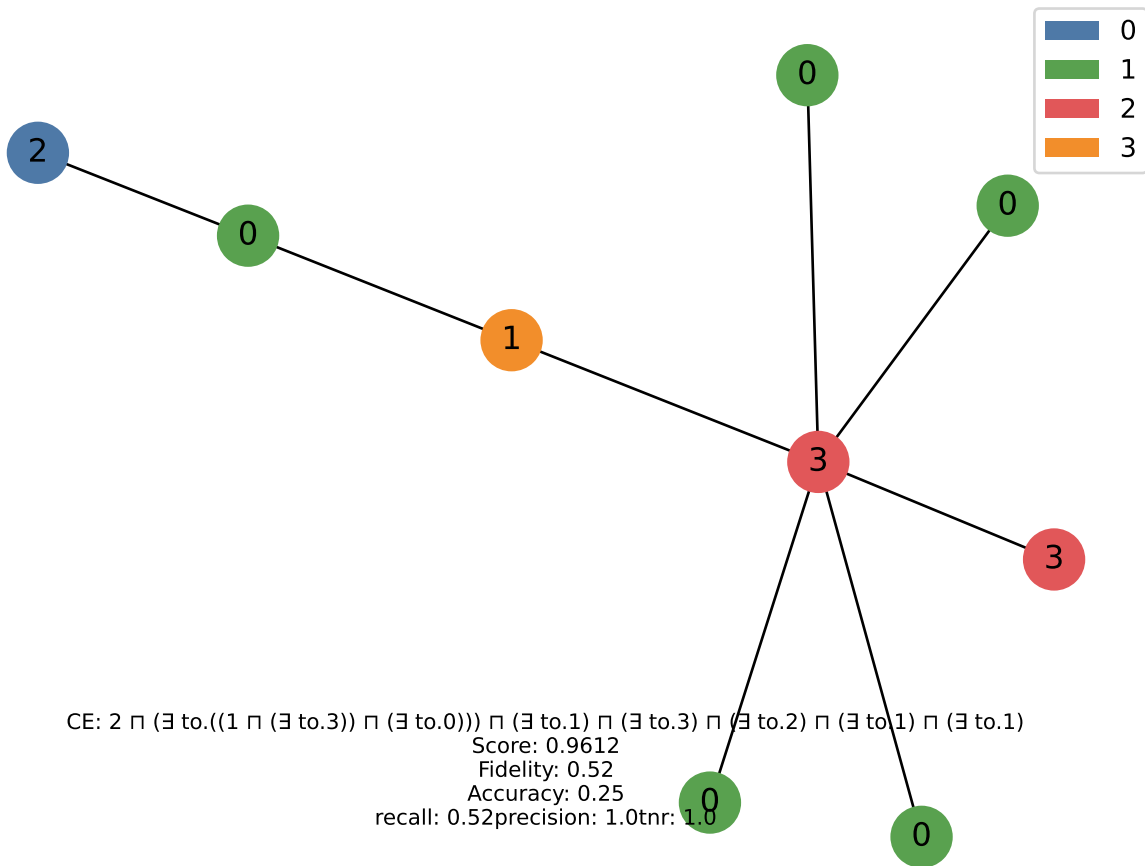 0
1
2
3
0
0
2
0
1
3
3
CE: 2 ⊓ (∃ to.((1 ⊓ (∃ to.3)) ⊓ (∃ to.0))) ⊓ (∃ to.1) ⊓ (∃ to.3) ⊓ (∃ to.2) ⊓ (∃ to.1) ⊓ (∃ to.1)
Score: 0.9612
Fidelity: 0.52
Accuracy: 0.25
recall: 0.52precision: 1.0tnr: 1.0
0
0